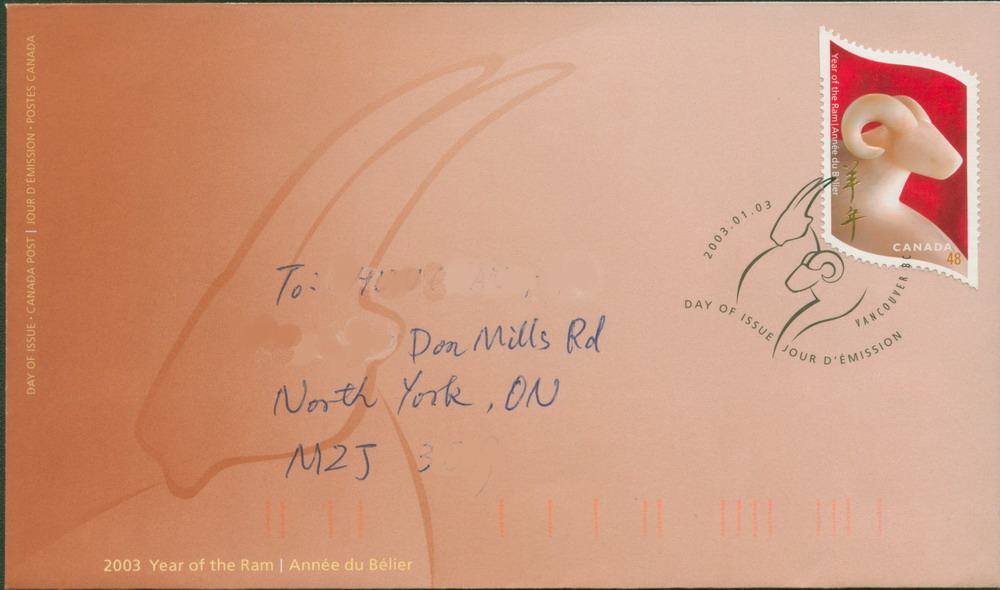 DAY OF ISSUE · CANADA POST | JOUR D'ÉMISSION · POSTES CANADA
Year of the Ram | Année du Bélier
羊年
CANADA
48
2003.01.03
VANCOUVER BC
DAY OF ISSUE JOUR D'ÉMISSION
To:
Don Mills Rd
North York, ON
M2J 3
2003 Year of the Ram | Année du Bélier